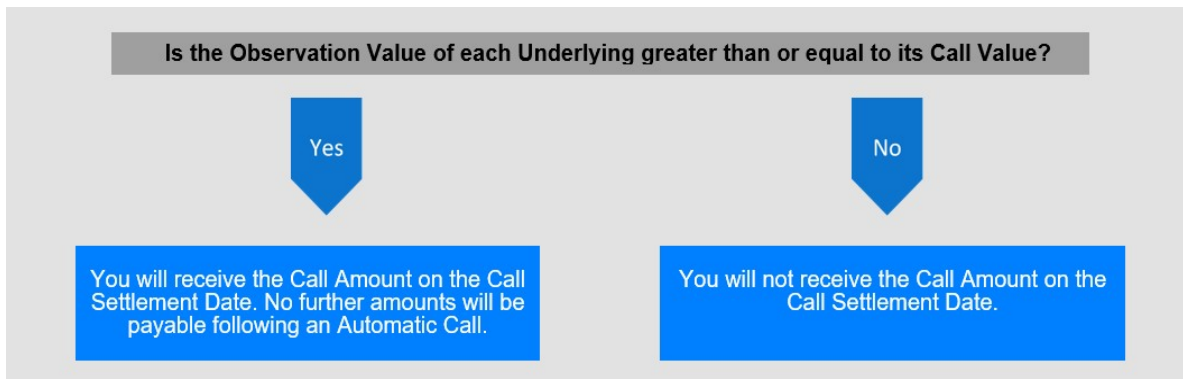 Is the Observation Value of each Underlying greater than or equal to its Call Value?
Yes
No
You will receive the Call Amount on the Call
Settlement Date. No further amounts will be
payable following an Automatic Call.
You will not receive the Call Amount on the
Call Settlement Date.